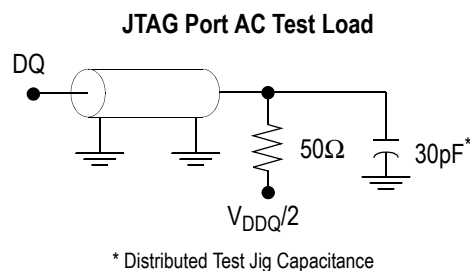 JTAG Port AC Test Load
DQ
50Ω
30pF*
VDDQ/2
* Distributed Test Jig Capacitance